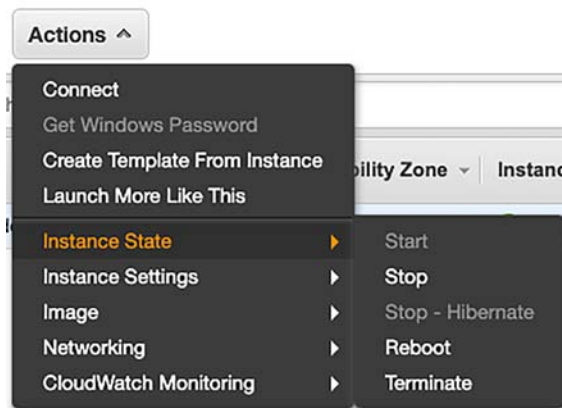 Actions
Connect
Get Windows Password
Create Template From Instance
Launch More Like This
bility Zone
Instanc
Instance State
Instance Settings
Image
Networking
CloudWatch Monitoring
Start
Stop
Stop - Hibernate
Reboot
Terminate